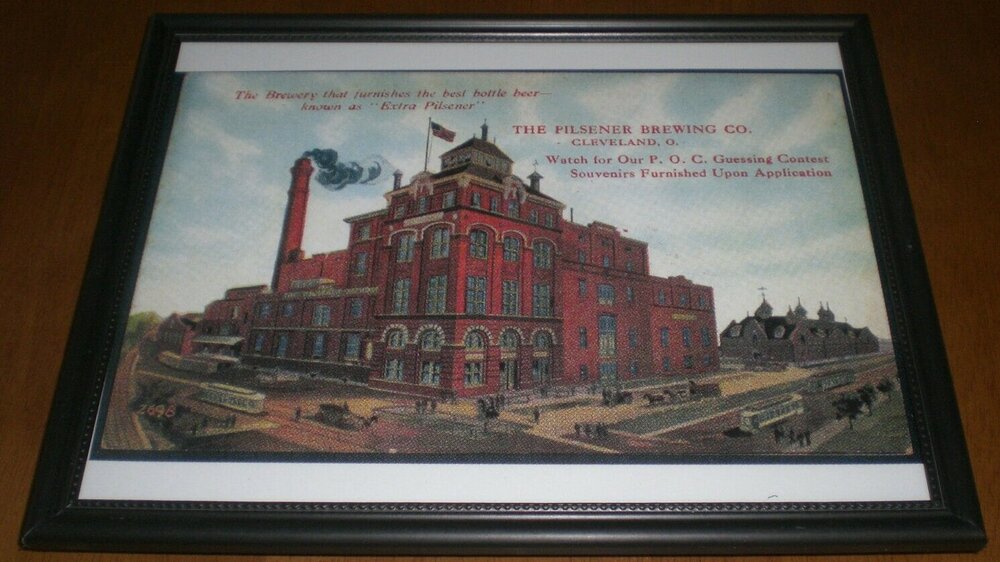 The Brewery that furnishes the best bottle beer—
known as "Extra Pilsener"
THE PILSENER BREWING CO.
CLEVELAND, O.
Watch for Our P. O. C. Guessing Contest
Souvenirs Furnished Upon Application
7698